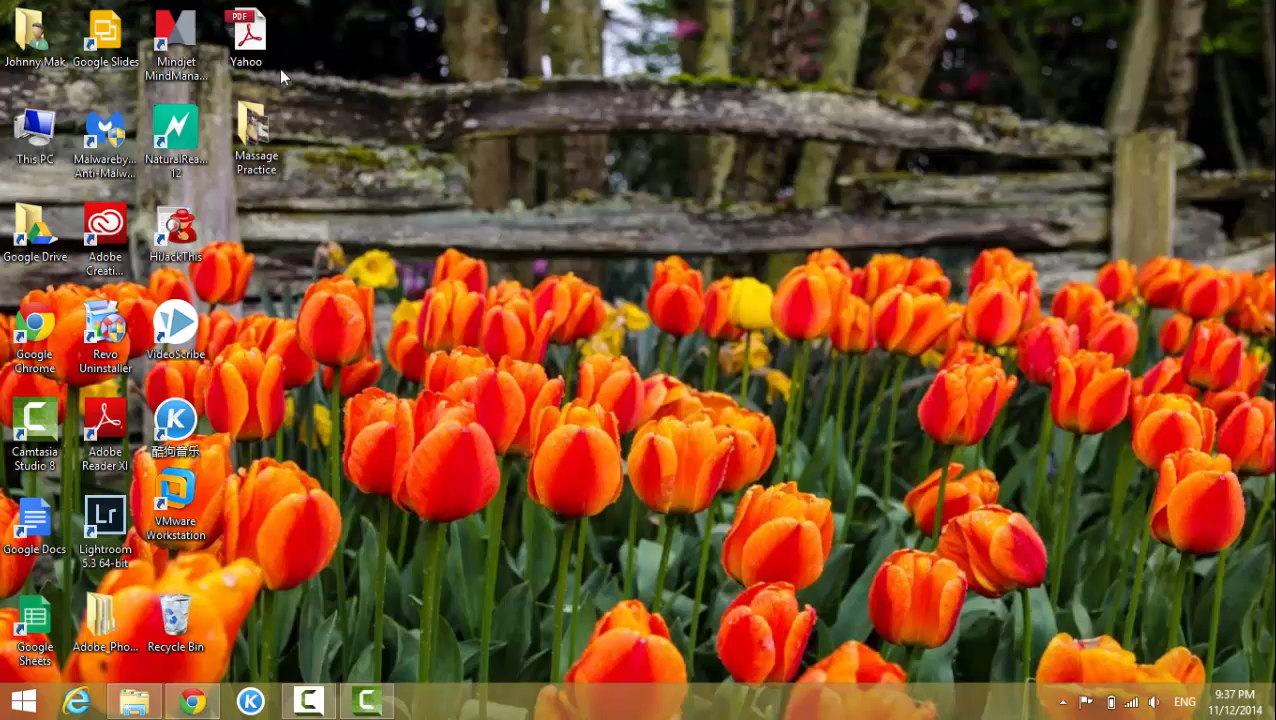 Johnny Mak
Google Slides
Mindjet
MindMana...
PDF
Yahoo
This PC
Malwareby...
Anti-Malw...
NaturalRea...
12
Massage
Practice
Google Drive
Adobe
Creati...
HiJackThis
Google
Chrome
Revo
Uninstaller
VideoScribe
Camtasia
Studio 8
Adobe
Reader XI
K
酷狗音乐
Google Docs
Lr
Lightroom
5.3 64-bit
VMware
Workstation
Google
Sheets
Adobe_Pho...
Recycle Bin
K
ENG
9:37 PM
11/12/2014